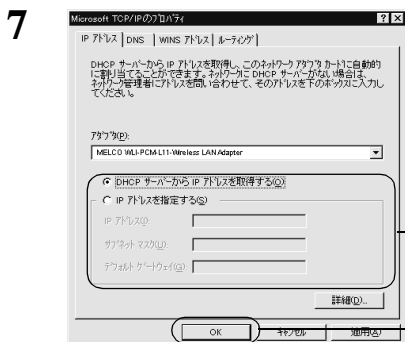 7
Microsoft TCP/IPのプロパティ
IP アドレス DNS WINS アドレス ルーティング
DHCP サーバーから IP アドレスを取得し、このネットワーク アダプタ カードに自動的
に割り当てることができます。ネットワークに DHCP サーバーがない場合は、
ネットワーク管理者にアドレスを問い合わせて、そのアドレスを下のボックスに入力し
てください。
アダプタ(P):
MELCO WLI-PCM-L11-Wireless LAN Adapter
DHCP サーバーから IP アドレスを取得する(O)
IP アドレスを指定する(S)
IP アドレス(I):
サブネット マスク(U):
デフォルト ゲートウェイ(G):
詳細(D)...
OK キャンセル 適用(A)